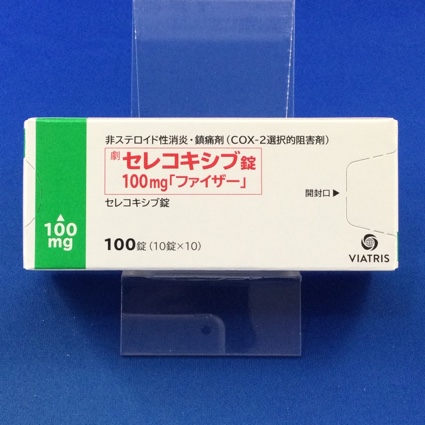 非ステロイド性消炎・鎮痛剤(COX-2選択的阻害剤)
劇 セレコキシブ錠
100mg「ファイザー」
セレコキシブ錠
開封口▶
▲
100
mg
100錠(10錠×10)
VIATRIS